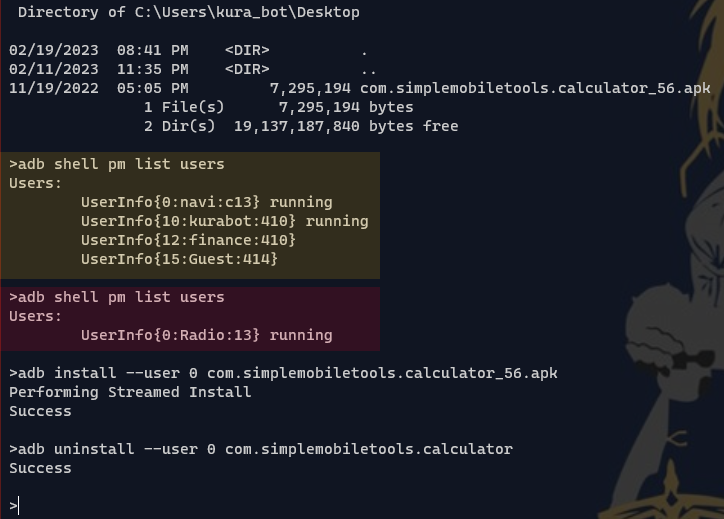 Directory of C:\Users\kura_bot\Desktop
02/19/2023  08:41 PM    <DIR>          .
02/11/2023  11:35 PM    <DIR>          ..
11/19/2022  05:05 PM         7,295,194 com.simplemobiletools.calculator_56.apk
               1 File(s)      7,295,194 bytes
               2 Dir(s)  19,137,187,840 bytes free
>adb shell pm list users
Users:
        UserInfo{0:navi:c13} running
        UserInfo{10:kurabot:410} running
        UserInfo{12:finance:410}
        UserInfo{15:Guest:414}
>adb shell pm list users
Users:
        UserInfo{0:Radio:13} running
>adb install --user 0 com.simplemobiletools.calculator_56.apk
Performing Streamed Install
Success
>adb uninstall --user 0 com.simplemobiletools.calculator
Success
>